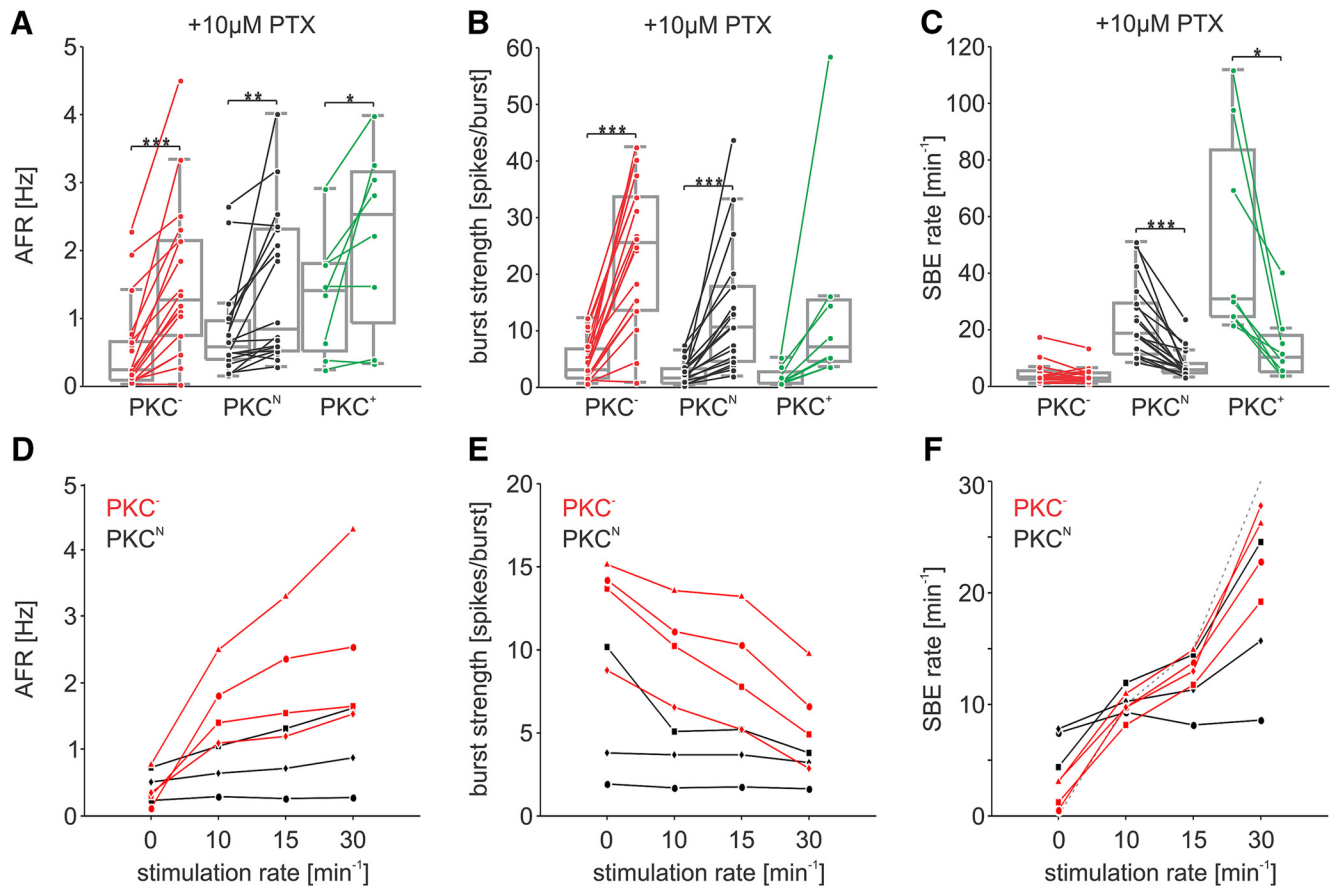 A
+10µM PTX
AFR [Hz]
5
4
3
2
1
0
***
**
*
PKC⁻
PKCᴺ
PKC⁺
B
+10µM PTX
burst strength [spikes/burst]
60
50
40
30
20
10
0
***
***
PKC⁻
PKCᴺ
PKC⁺
C
+10µM PTX
SBE rate [min⁻¹]
120
100
80
60
40
20
0
***
*
PKC⁻
PKCᴺ
PKC⁺
D
AFR [Hz]
5
4
3
2
1
0
PKC⁻
PKCᴺ
0 10 15 30
stimulation rate [min⁻¹]
E
burst strength [spikes/burst]
20
15
10
5
0
PKC⁻
PKCᴺ
0 10 15 30
stimulation rate [min⁻¹]
F
SBE rate [min⁻¹]
30
20
10
0
PKC⁻
PKCᴺ
0 10 15 30
stimulation rate [min⁻¹]